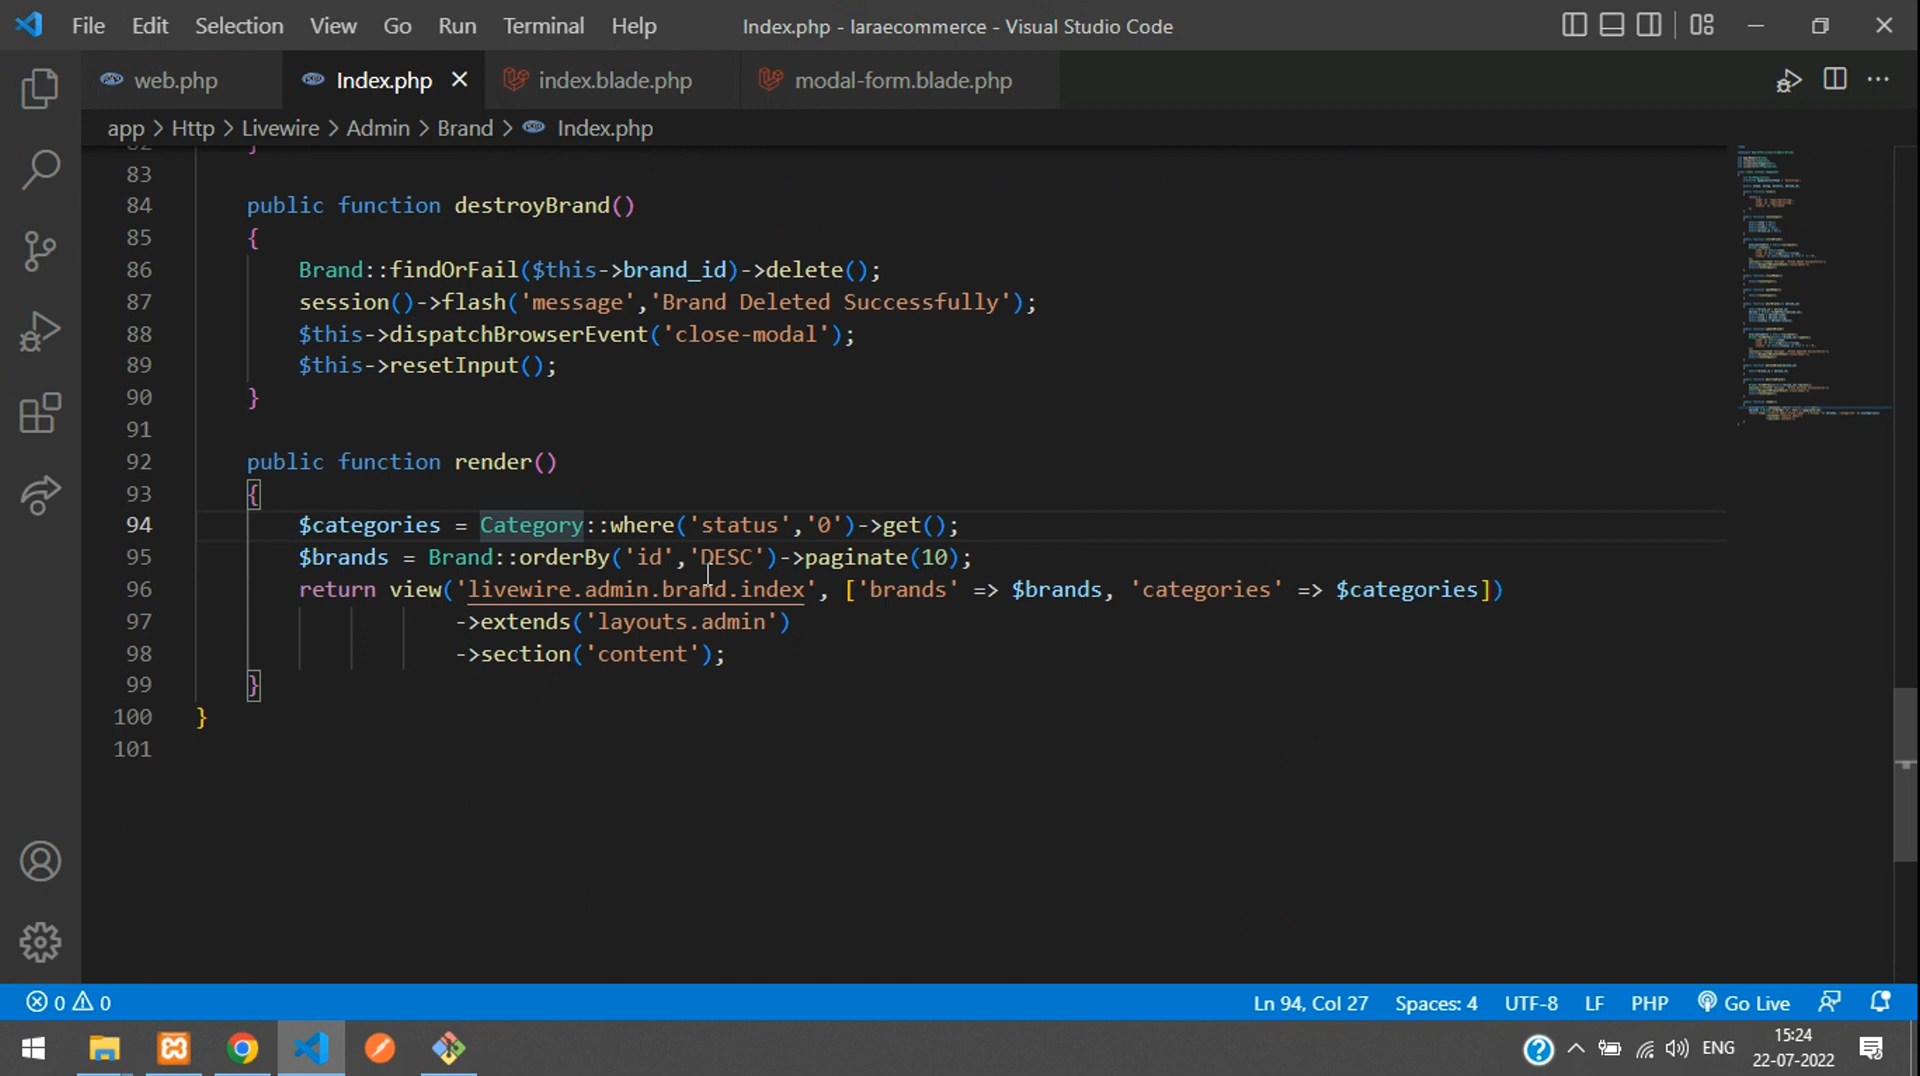 File Edit Selection View Go Run Terminal Help Index.php - laraecommerce - Visual Studio Code
web.php Index.php index.blade.php modal-form.blade.php
app > Http > Livewire > Admin > Brand > Index.php
82 }
83
84 public function destroyBrand()
85 {
86 Brand::findOrFail($this->brand_id)->delete();
87 session()->flash('message','Brand Deleted Successfully');
88 $this->dispatchBrowserEvent('close-modal');
89 $this->resetInput();
90 }
91
92 public function render()
93 {
94 $categories = Category::where('status','0')->get();
95 $brands = Brand::orderBy('id','DESC')->paginate(10);
96 return view('livewire.admin.brand.index', ['brands' => $brands, 'categories' => $categories])
97 ->extends('layouts.admin')
98 ->section('content');
99 }
100 }
101
0 0 Ln 94, Col 27 Spaces: 4 UTF-8 LF PHP Go Live
ENG 15:24
22-07-2022